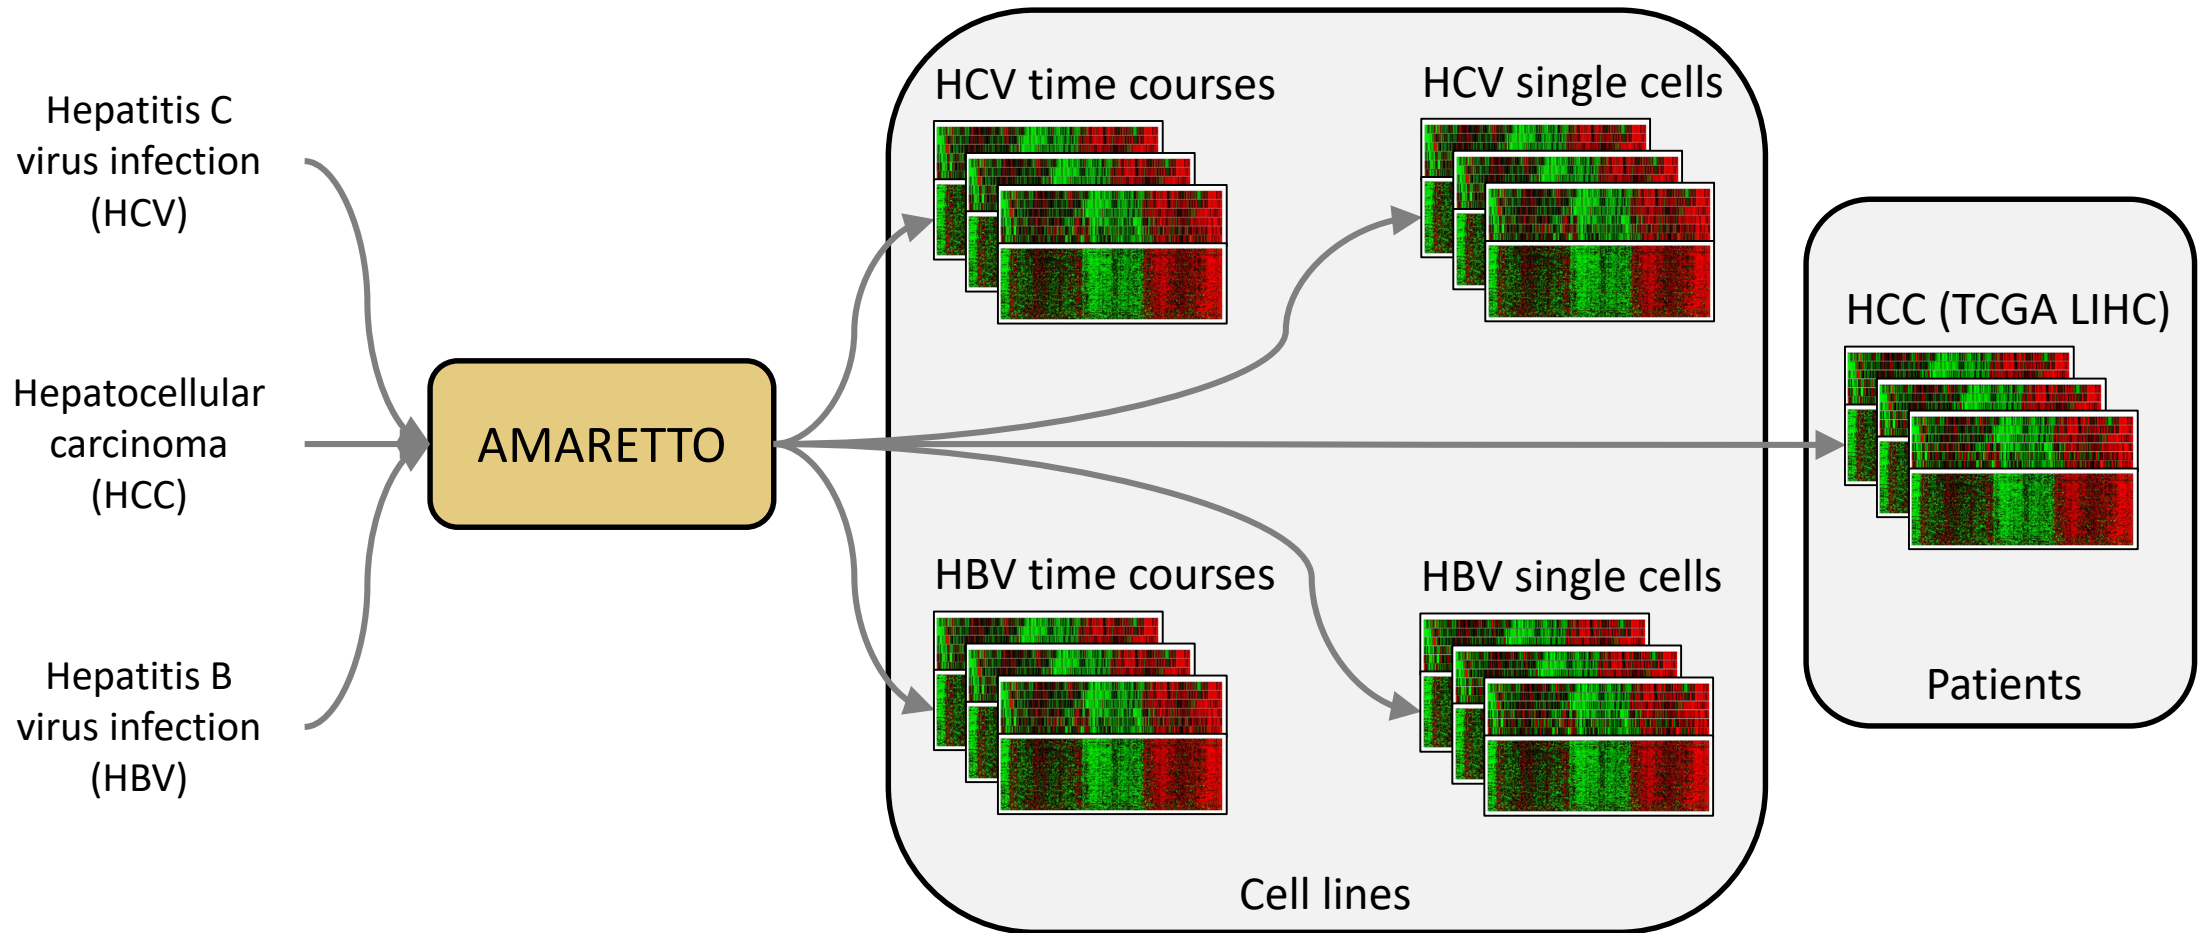 Hepatitis C
virus infection
(HCV)
Hepatocellular
carcinoma
(HCC)
Hepatitis B
virus infection
(HBV)
AMARETTO
HCV time courses
HCV single cells
HBV time courses
HBV single cells
Cell lines
HCC (TCGA LIHC)
Patients